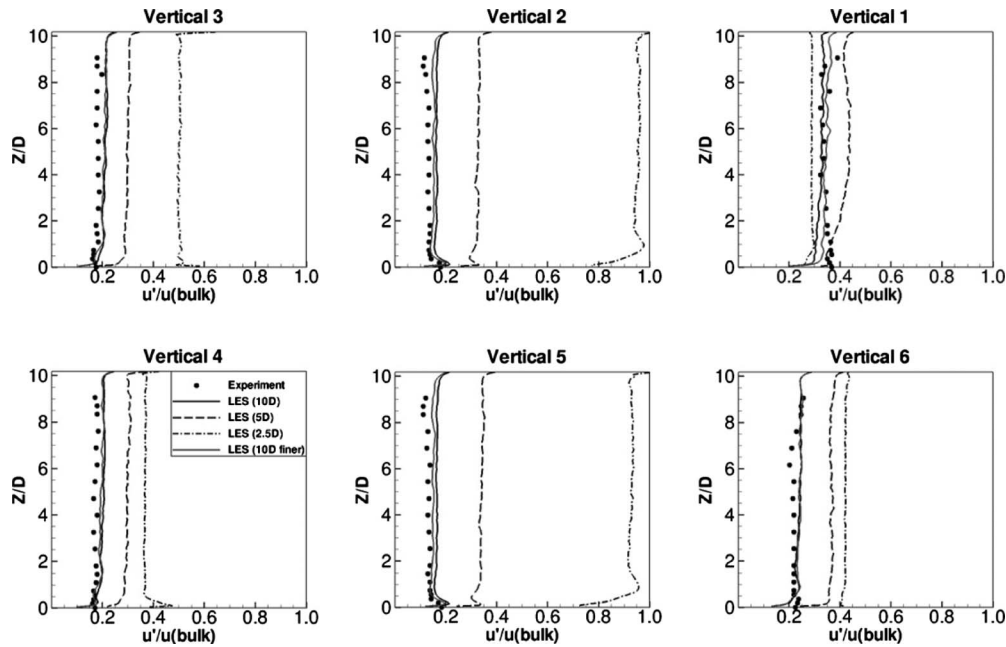 Vertical 3
10
8
6
4
2
0
Z/D
0.2 0.4 0.6 0.8 1.0
u'/u(bulk)
Vertical 2
10
8
6
4
2
0
Z/D
0.2 0.4 0.6 0.8 1.0
u'/u(bulk)
Vertical 1
10
8
6
4
2
0
Z/D
0.2 0.4 0.6 0.8 1.0
u'/u(bulk)
Vertical 4
10
8
6
4
2
0
Z/D
Experiment
LES (10D)
LES (5D)
LES (2.5D)
LES (10D finer)
0.2 0.4 0.6 0.8 1.0
u'/u(bulk)
Vertical 5
10
8
6
4
2
0
Z/D
0.2 0.4 0.6 0.8 1.0
u'/u(bulk)
Vertical 6
10
8
6
4
2
0
Z/D
0.2 0.4 0.6 0.8 1.0
u'/u(bulk)